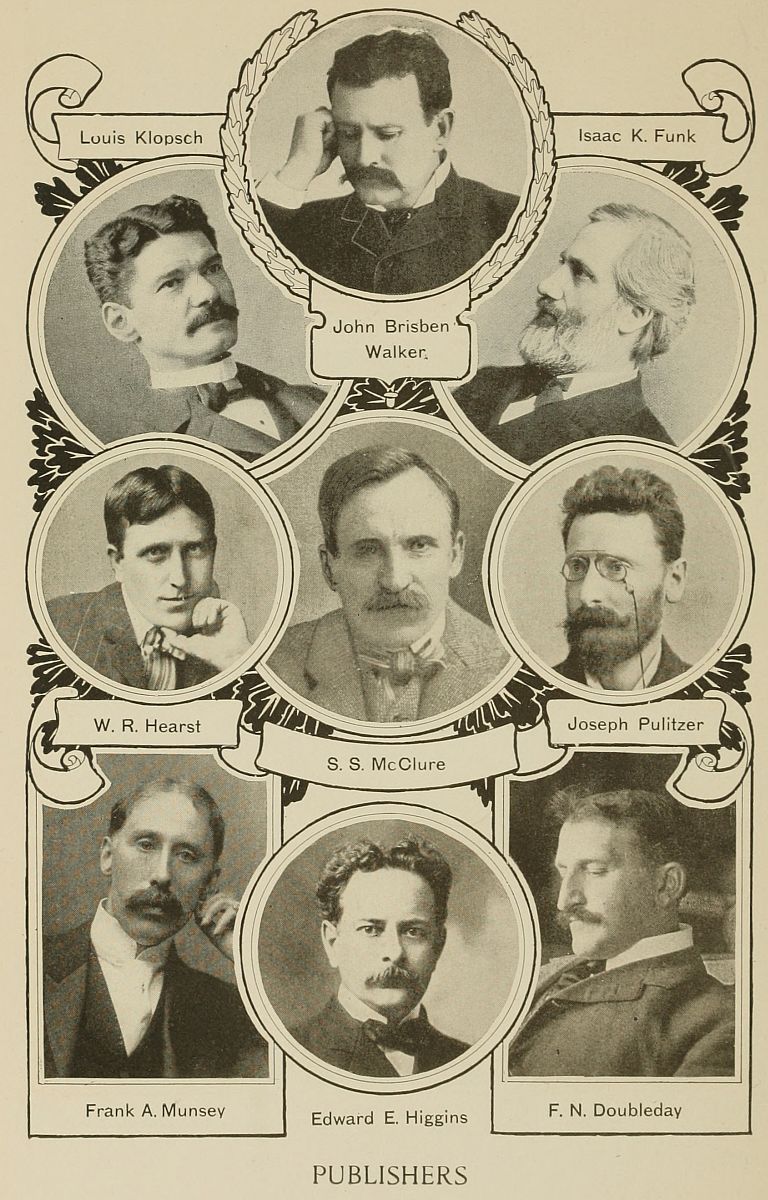 Louis Klopsch
Isaac K. Funk
John Brisben
Walker
W. R. Hearst
Joseph Pulitzer
S. S. McClure
Frank A. Munsey
Edward E. Higgins
F. N. Doubleday
PUBLISHERS